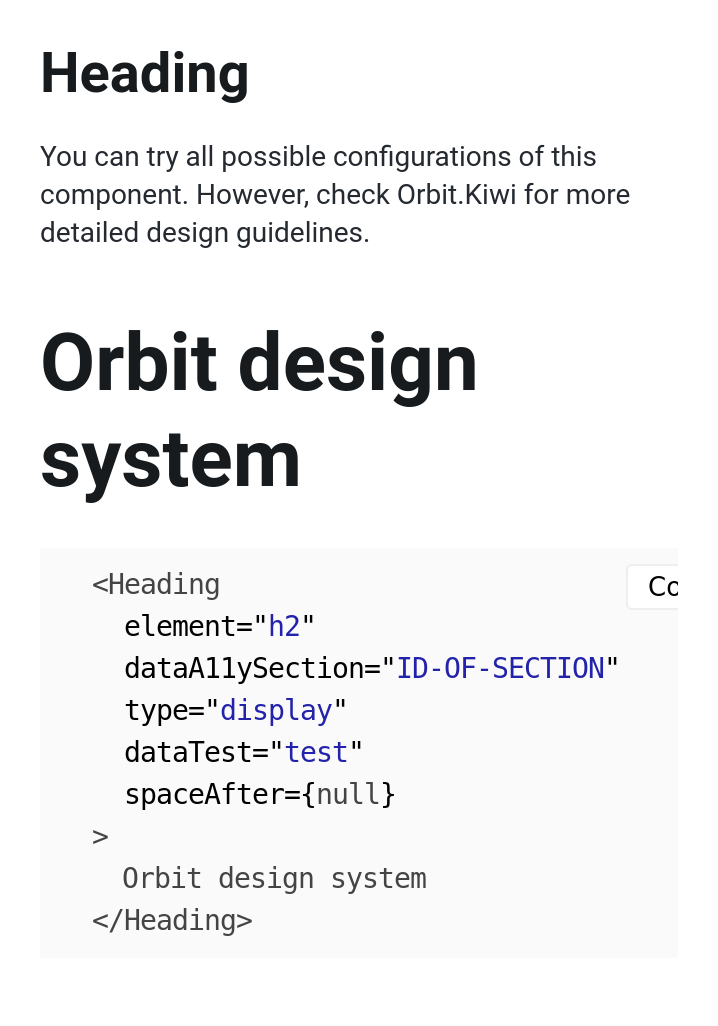 Heading
You can try all possible configurations of this
component. However, check Orbit.Kiwi for more
detailed design guidelines.
Orbit design
system
<Heading
Co
element="h2"
dataA11ySection="ID-OF-SECTION"
type="display"
dataTest="test"
spaceAfter={null}
>
Orbit design system
</Heading>